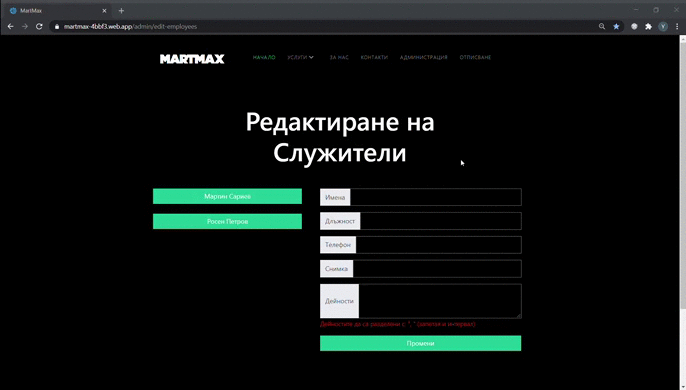 MartMax
martmax-4bbf3.web.app/admin/edit-employees
MARTMAX
НАЧАЛО
УСЛУГИ
ЗА НАС
КОНТАКТИ
АДМИНИСТРАЦИЯ
ОТПИСВАНЕ
Редактиране на
Служители
Мартин Саржев
Росен Петров
Имена
Длъжност
Телефон
Снимка
Дейности
Дейностите да са разделени с: ", " (запетая и интервал)
Промени